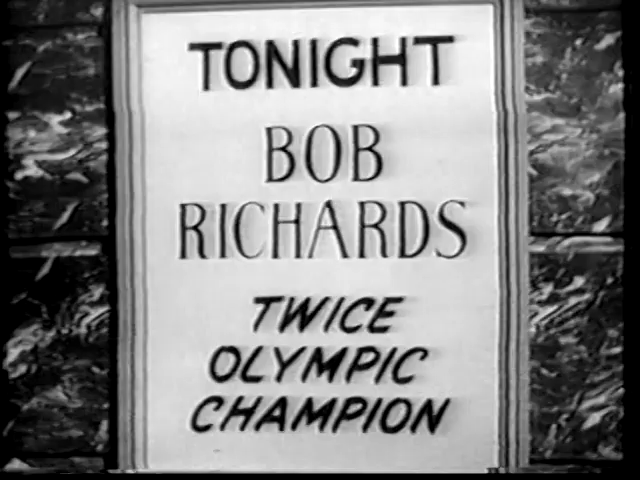 TONIGHT
BOB
RICHARDS
TWICE
OLYMPIC
CHAMPION